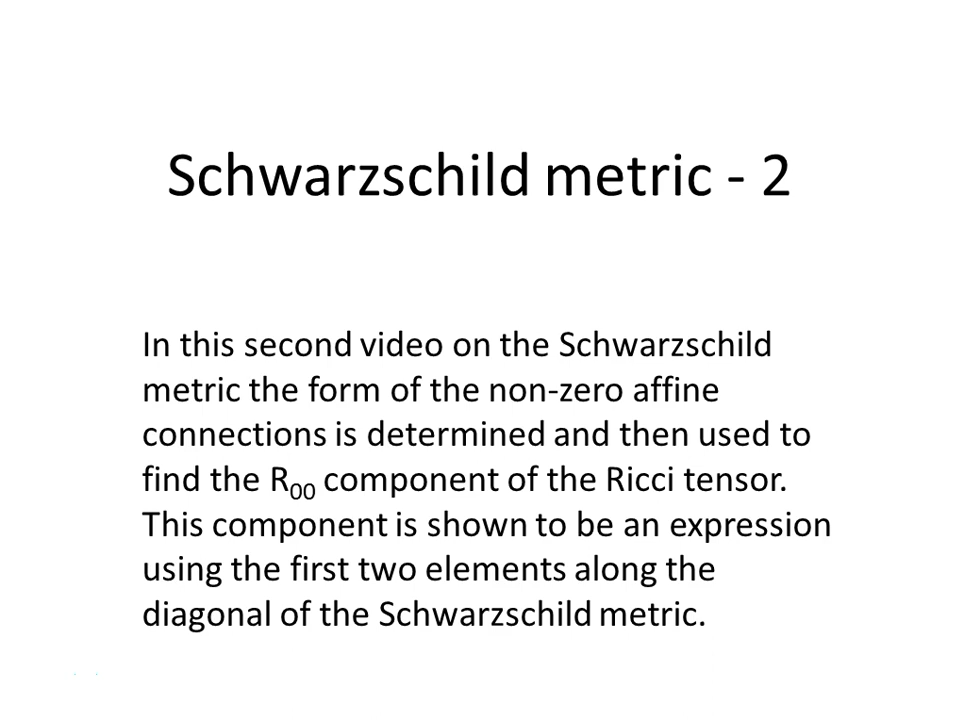 Schwarzschild metric - 2
In this second video on the Schwarzschild
metric the form of the non-zero affine
connections is determined and then used to
find the R₀₀ component of the Ricci tensor.
This component is shown to be an expression
using the first two elements along the
diagonal of the Schwarzschild metric.